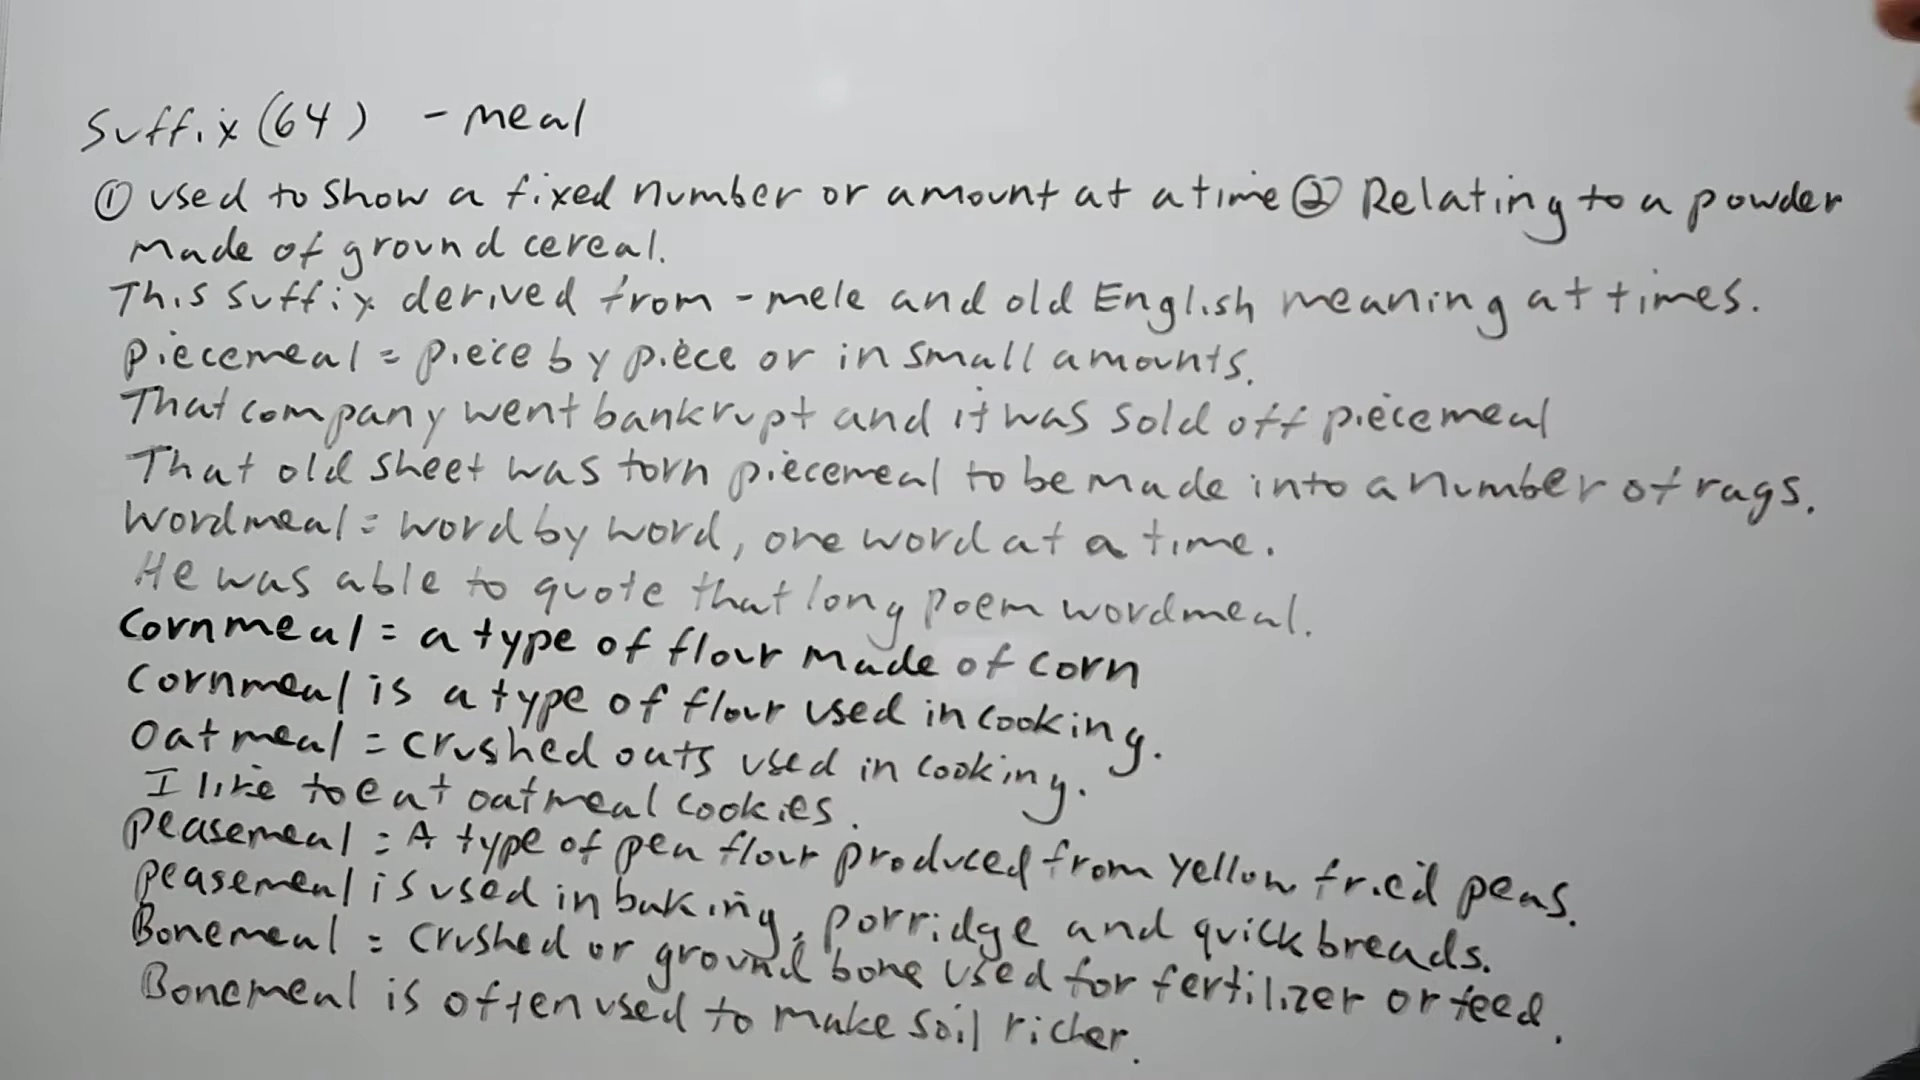 Suffix (64) - meal
① used to show a fixed number or amount at a time ② Relating to a powder
made of ground cereal.
This suffix derived from -mele and old English meaning at times.
piecemeal = piece by piece or in small amounts.
That company went bankrupt and it was sold off piecemeal
That old sheet was torn piecemeal to be made into a number of rags.
Wordmeal = word by word, one word at a time.
He was able to quote that long poem wordmeal.
Cornmeal = a type of flour made of corn
Cornmeal is a type of flour used in cooking.
Oatmeal = crushed oats used in cooking.
I like to eat oatmeal cookies.
Peasemeal = A type of pea flour produced from yellow fried peas.
Peasemeal is used in baking, porridge and quick breads.
Bonemeal = crushed or ground bone used for fertilizer or feed.
Bonemeal is often used to make soil richer.